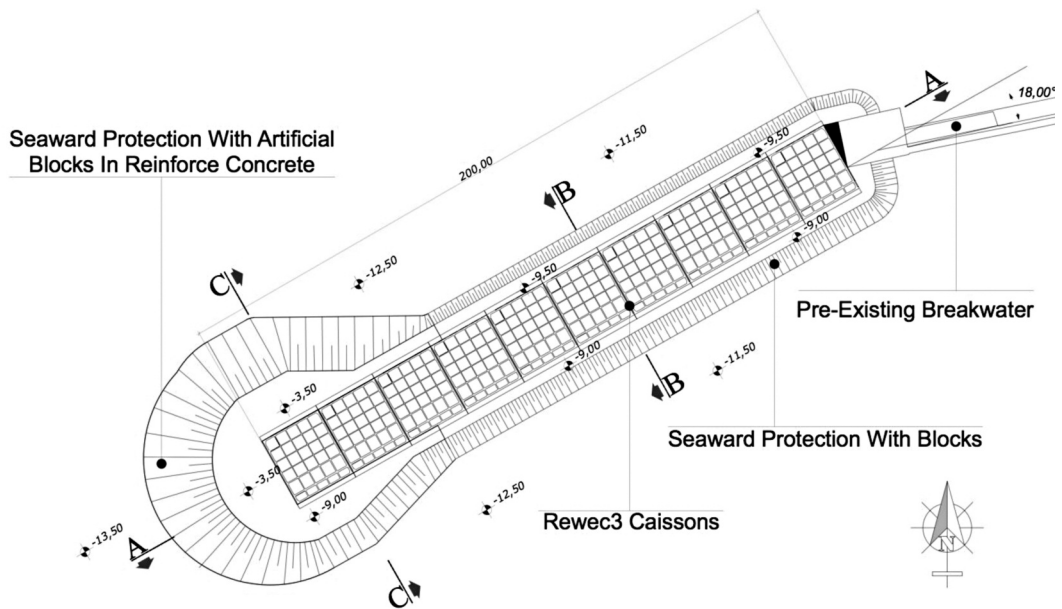 A
18,00°
-9,50
-11,50
Seaward Protection With Artificial
Blocks In Reinforce Concrete
200,00
B
-9,00
-9,50
-12,50
C
Pre-Existing Breakwater
-9,00
-11,50
B
-3,50
Seaward Protection With Blocks
-3,50
-12,50
-9,00
Rewec3 Caissons
-13,50
A
N
C